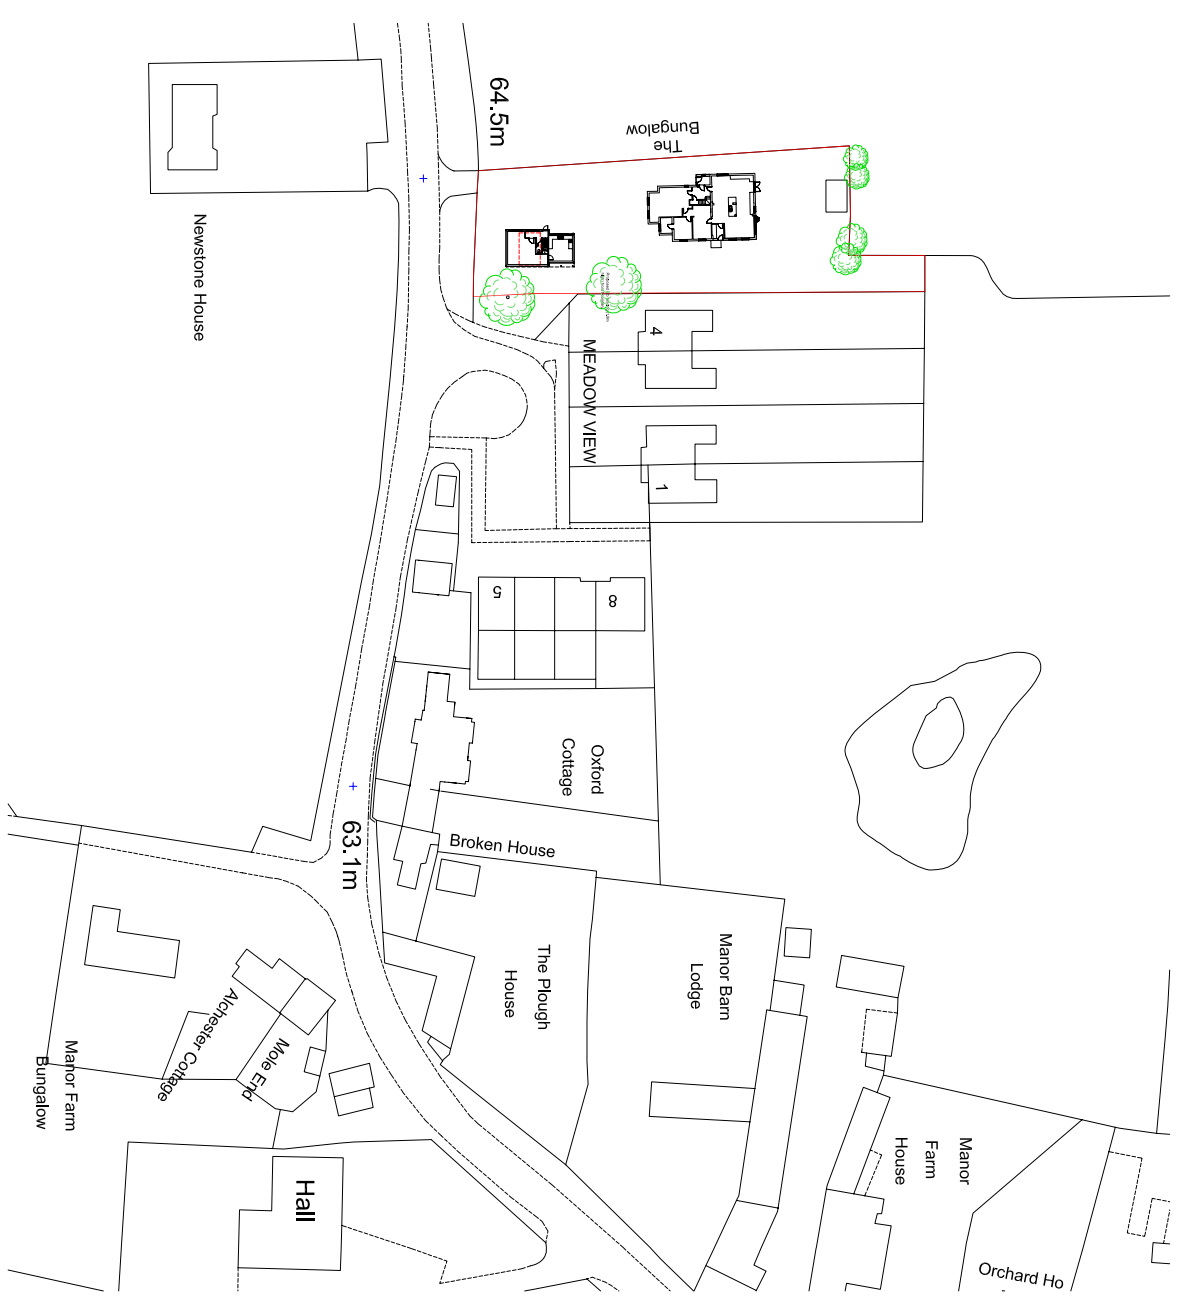 64.5m
The
Bungalow
Newstone House
MEADOW VIEW
4
1
5
8
Oxford
Cottage
63.1m
Broken House
The Plough
House
Manor Barn
Lodge
Alchester Cottage
Mole End
Manor Farm
Bungalow
Hall
Manor
Farm
House
Orchard Ho